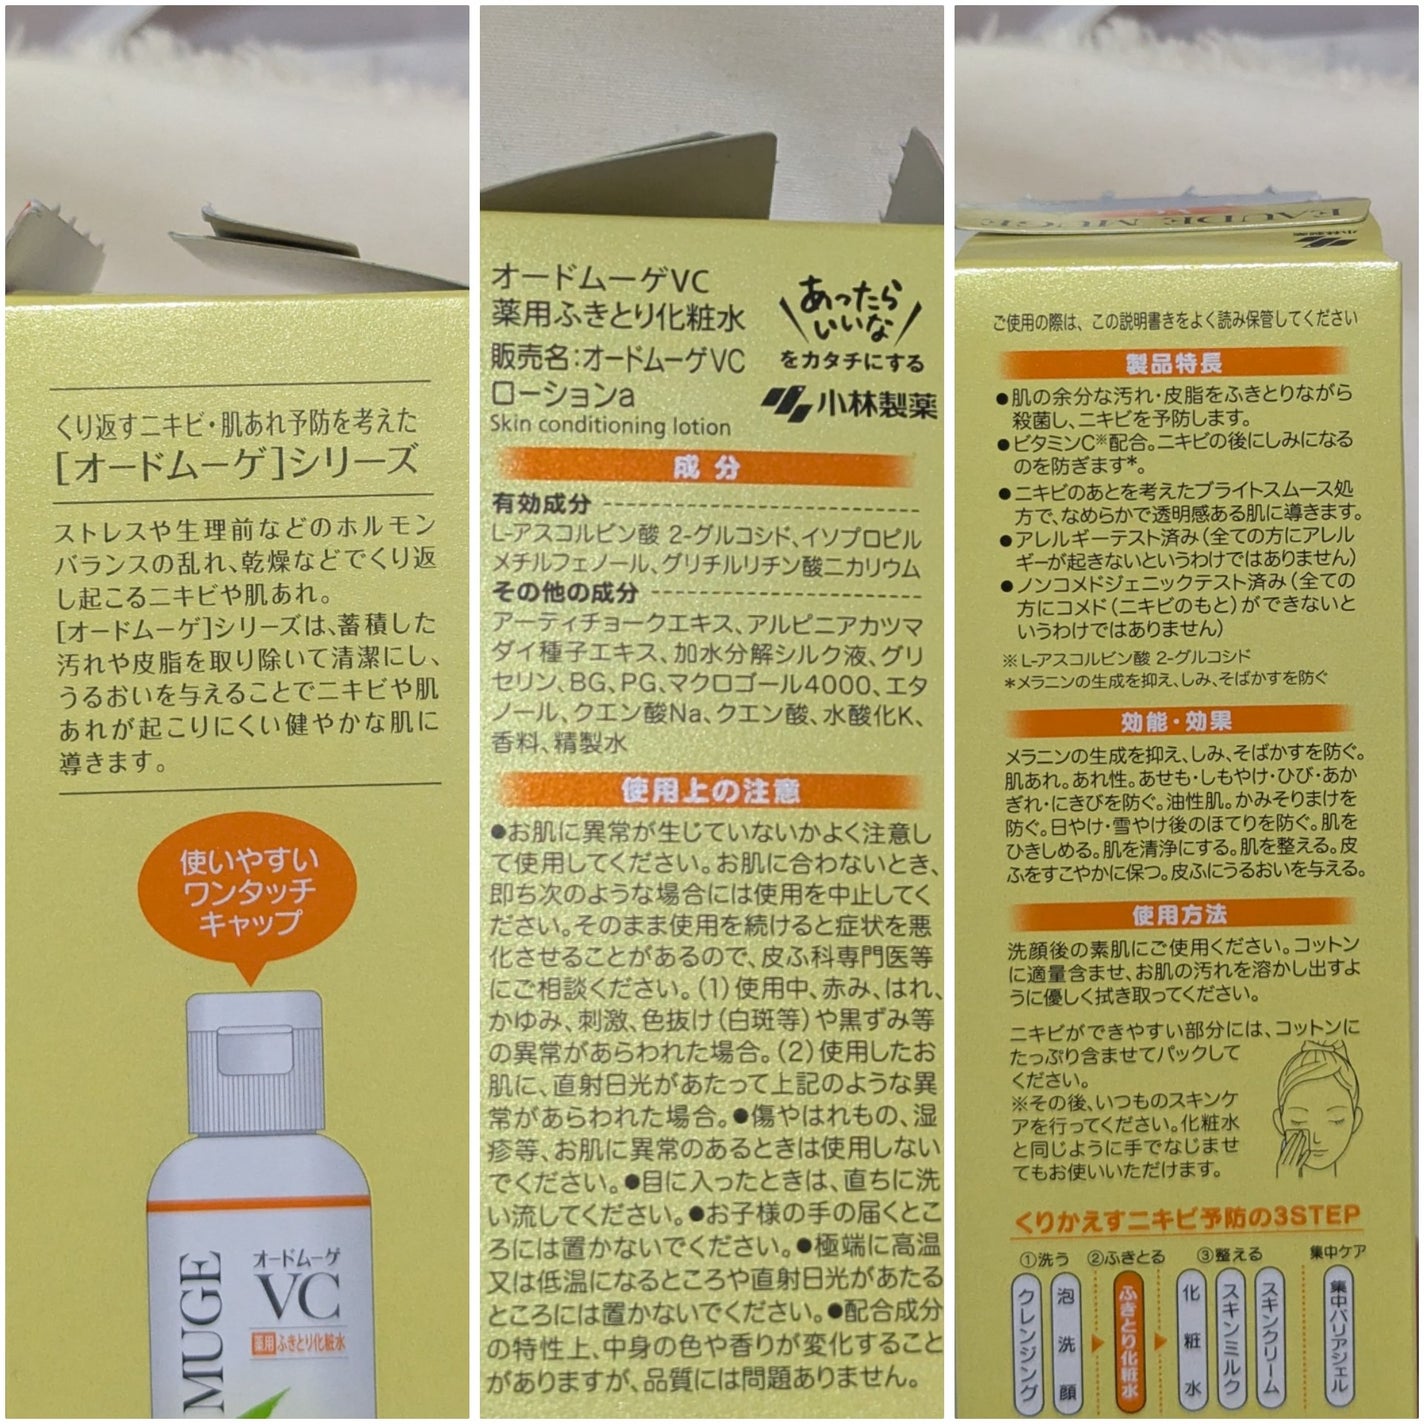 くり返すニキビ・肌あれ予防を考えた
[オードムーゲ]シリーズ
ストレスや生理前などのホルモン
バランスの乱れ、乾燥などでくり返
し起こるニキビや肌あれ。
[オードムーゲ]シリーズは、蓄積した
汚れや皮脂を取り除いて清潔にし、
うるおいを与えることでニキビや肌
あれが起こりにくい健やかな肌に
導きます。
使いやすい
ワンタッチ
キャップ
MUGE
オードムーゲ
VC
薬用ふきとり化粧水
オードムーゲVC
薬用ふきとり化粧水
販売名:オードムーゲVC
ローションa
Skin conditioning lotion
あったら
いいな
をカタチにする
小林製薬
成分
有効成分
L-アスコルビン酸 2-グルコシド、イソプロピル
メチルフェノール、グリチルリチン酸二カリウム
その他の成分
アーティチョークエキス、アルピニアカツマ
ダイ種子エキス、加水分解シルク液、グリ
セリン、BG、PG、マクロゴール4000、エタ
ノール、クエン酸Na、クエン酸、水酸化K、
香料、精製水
使用上の注意
●お肌に異常が生じていないかよく注意し
て使用してください。お肌に合わないとき、
即ち次のような場合には使用を中止してく
ださい。そのまま使用を続けると症状を悪
化させることがあるので、皮ふ科専門医等
にご相談ください。(1)使用中、赤み、はれ、
かゆみ、刺激、色抜け(白斑等)や黒ずみ等
の異常があらわれた場合。(2)使用したお
肌に、直射日光があたって上記のような異
常があらわれた場合。●傷やはれもの、湿
疹等、お肌に異常のあるときは使用しない
でください。●目に入ったときは、直ちに洗
い流してください。●お子様の手の届くとこ
ろには置かないでください。●極端に高温
又は低温になるところや直射日光があたる
ところには置かないでください。●配合成分
の特性上、中身の色や香りが変化すること
がありますが、品質には問題ありません。
EAUDE MUGE
小林製薬
ご使用の際は、この説明書きをよく読み保管してください
製品特長
●肌の余分な汚れ・皮脂をふきとりながら
殺菌し、ニキビを予防します。
●ビタミンC※配合。ニキビの後にしみになる
のを防ぎます*。
●ニキビのあとを考えたブライトスムース処
方で、なめらかで透明感ある肌に導きます。
●アレルギーテスト済み(全ての方にアレル
ギーが起きないというわけではありません)
●ノンコメドジェニックテスト済み(全ての
方にコメド(ニキビのもと)ができないと
いうわけではありません)
※L-アスコルビン酸 2-グルコシド
*メラニンの生成を抑え、しみ、そばかすを防ぐ
効能・効果
メラニンの生成を抑え、しみ、そばかすを防ぐ。
肌あれ。あれ性。あせも・しもやけ・ひび・あか
ぎれ・にきびを防ぐ。油性肌。かみそりまけを
防ぐ。日やけ・雪やけ後のほてりを防ぐ。肌を
ひきしめる。肌を清浄にする。肌を整える。皮
ふをすこやかに保つ。皮ふにうるおいを与える。
使用方法
洗顔後の素肌にご使用ください。コットン
に適量含ませ、お肌の汚れを溶かし出すよ
うに優しく拭き取ってください。
ニキビができやすい部分には、コットンに
たっぷり含ませてパックして
ください。
※その後、いつものスキンケ
アを行ってください。化粧水
と同じように手でなじませ
てもお使いいただけます。
くりかえすニキビ予防の3STEP
①洗う ②ふきとる ③整える 集中ケア
クレンジング
泡洗顔
ふきとり化粧水
化粧水
スキンミルク
スキンクリーム
集中バリアジェル